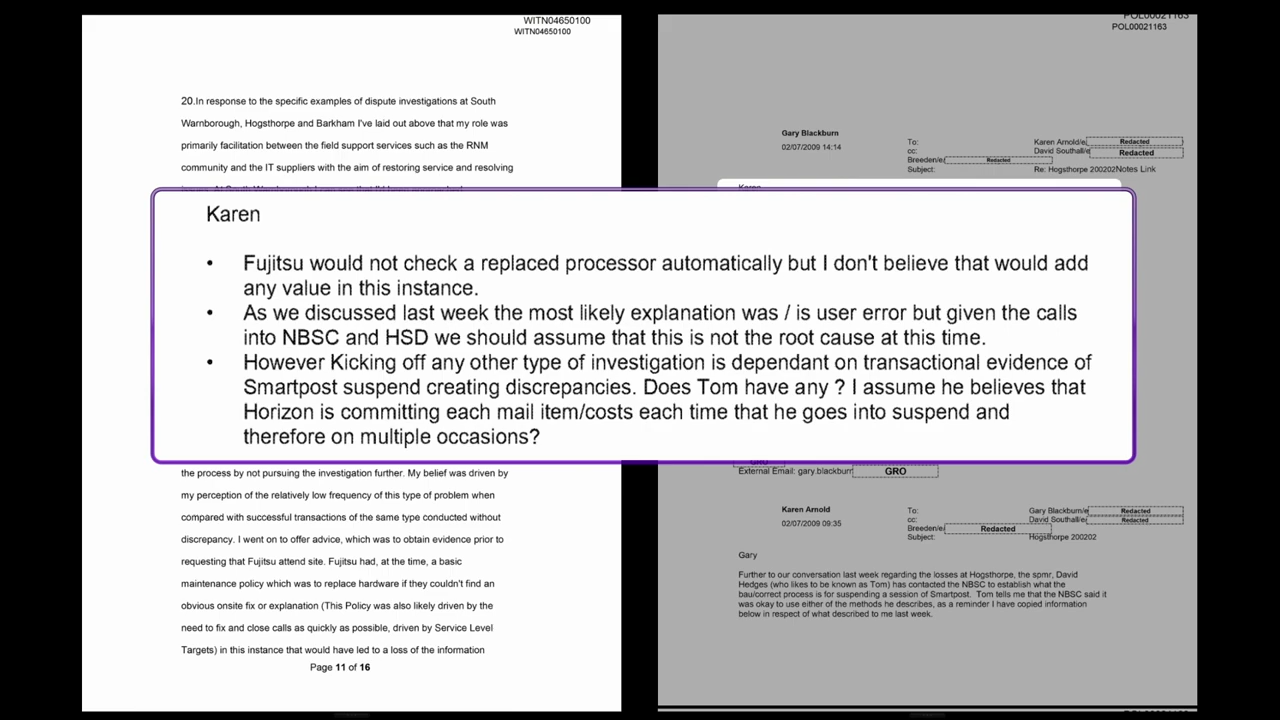 WITN04650100
WITN04650100
20.In response to the specific examples of dispute investigations at South
Warnborough, Hogsthorpe and Barkham I've laid out above that my role was
primarily facilitation between the field support services such as the RNM
community and the IT suppliers with the aim of restoring service and resolving
the process by not pursuing the investigation further. My belief was driven by
my perception of the relatively low frequency of this type of problem when
compared with successful transactions of the same type conducted without
discrepancy. I went on to offer advice, which was to obtain evidence prior to
requesting that Fujitsu attend site. Fujitsu had, at the time, a basic
maintenance policy which was to replace hardware if they couldn't find an
obvious onsite fix or explanation (This Policy was also likely driven by the
need to fix and close calls as quickly as possible, driven by Service Level
Targets) in this instance that would have led to a loss of the information
Page 11 of 16
POL00021163
POL00021163
Gary Blackburn
02/07/2009 14:14
To: Karen Arnold/e Redacted
cc: David Southall/e Redacted
Breeden/e Redacted
Subject: Re: Hogsthorpe 200202Notes Link
Karen
Karen
• Fujitsu would not check a replaced processor automatically but I don't believe that would add
any value in this instance.
• As we discussed last week the most likely explanation was / is user error but given the calls
into NBSC and HSD we should assume that this is not the root cause at this time.
• However Kicking off any other type of investigation is dependant on transactional evidence of
Smartpost suspend creating discrepancies. Does Tom have any ? I assume he believes that
Horizon is committing each mail item/costs each time that he goes into suspend and
therefore on multiple occasions?
External Email: gary.blackburn GRO
Karen Arnold
02/07/2009 09:35
To: Gary Blackburn/e Redacted
cc: David Southall/e Redacted
Breeden/e Redacted
Subject: Hogsthorpe 200202
Gary
Further to our conversation last week regarding the losses at Hogsthorpe, the spmr, David
Hedges (who likes to be known as Tom) has contacted the NBSC to establish what the
bau/correct process is for suspending a session of Smartpost. Tom tells me that the NBSC said it
was okay to use either of the methods he describes, as a reminder I have copied information
below in respect of what described to me last week.